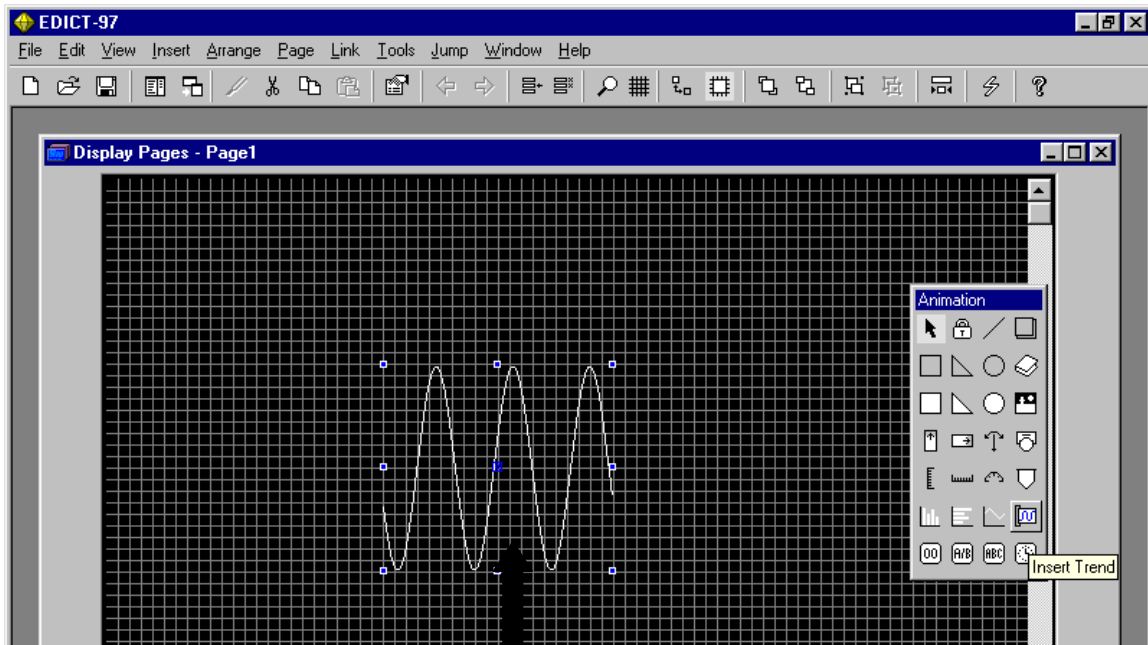 EDICT-97
File Edit View Insert Arrange Page Link Tools Jump Window Help
Display Pages - Page1
Animation
00 A/B ABC
Insert Trend